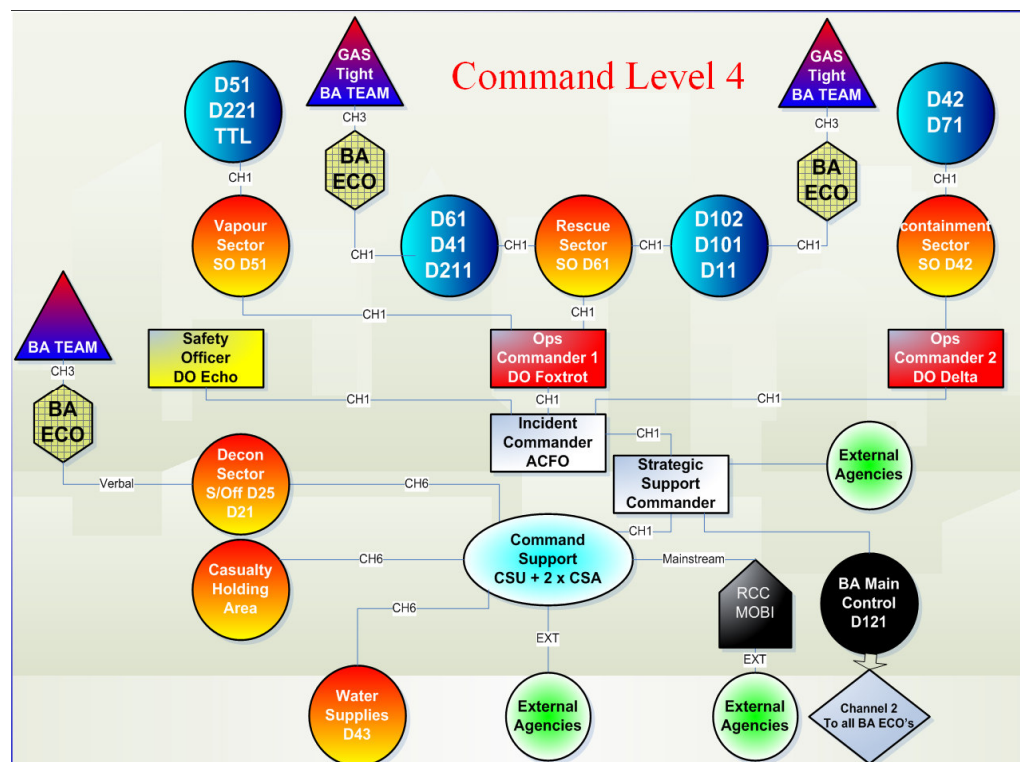 Command Level 4
GAS
Tight
BA TEAM
CH3
BA
ECO
CH1
D51
D221
TTL
CH1
Vapour
Sector
SO D51
D61
D41
D211
CH1
Rescue
Sector
SO D61
CH1
D102
D101
D11
CH1
GAS
Tight
BA TEAM
CH3
BA
ECO
D42
D71
CH1
containment
Sector
SO D42
CH1
CH1
BA TEAM
CH3
BA
ECO
Verbal
Safety
Officer
DO Echo
CH1
Ops
Commander 1
DO Foxtrot
CH1
Ops
Commander 2
DO Delta
CH1
Incident
Commander
ACFO
CH1
Strategic
Support
Commander
External
Agencies
CH1
Decon
Sector
S/Off D25
D21
CH6
Casualty
Holding
Area
CH6
CH6
Command
Support
CSU + 2 x CSA
Mainstream
RCC
MOBI
EXT
BA Main
Control
D121
Water
Supplies
D43
EXT
External
Agencies
External
Agencies
Channel 2
To all BA ECO's